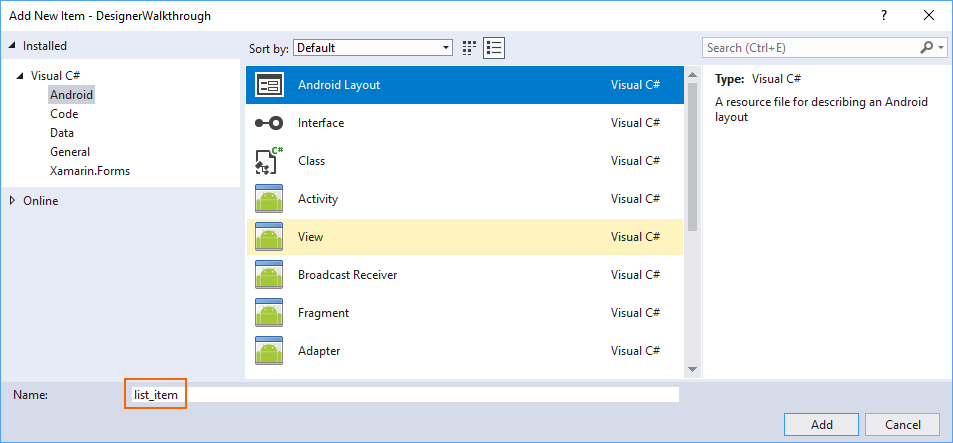 Add New Item - DesignerWalkthrough
?
Installed
Sort by: Default
Search (Ctrl+E)
Visual C#
Android
Code
Data
General
Xamarin.Forms
Online
Android Layout Visual C#
Interface Visual C#
C#
Class Visual C#
Activity Visual C#
View Visual C#
Broadcast Receiver Visual C#
Fragment Visual C#
Adapter Visual C#
Type: Visual C#
A resource file for describing an Android
layout
Name: list_item
Add Cancel